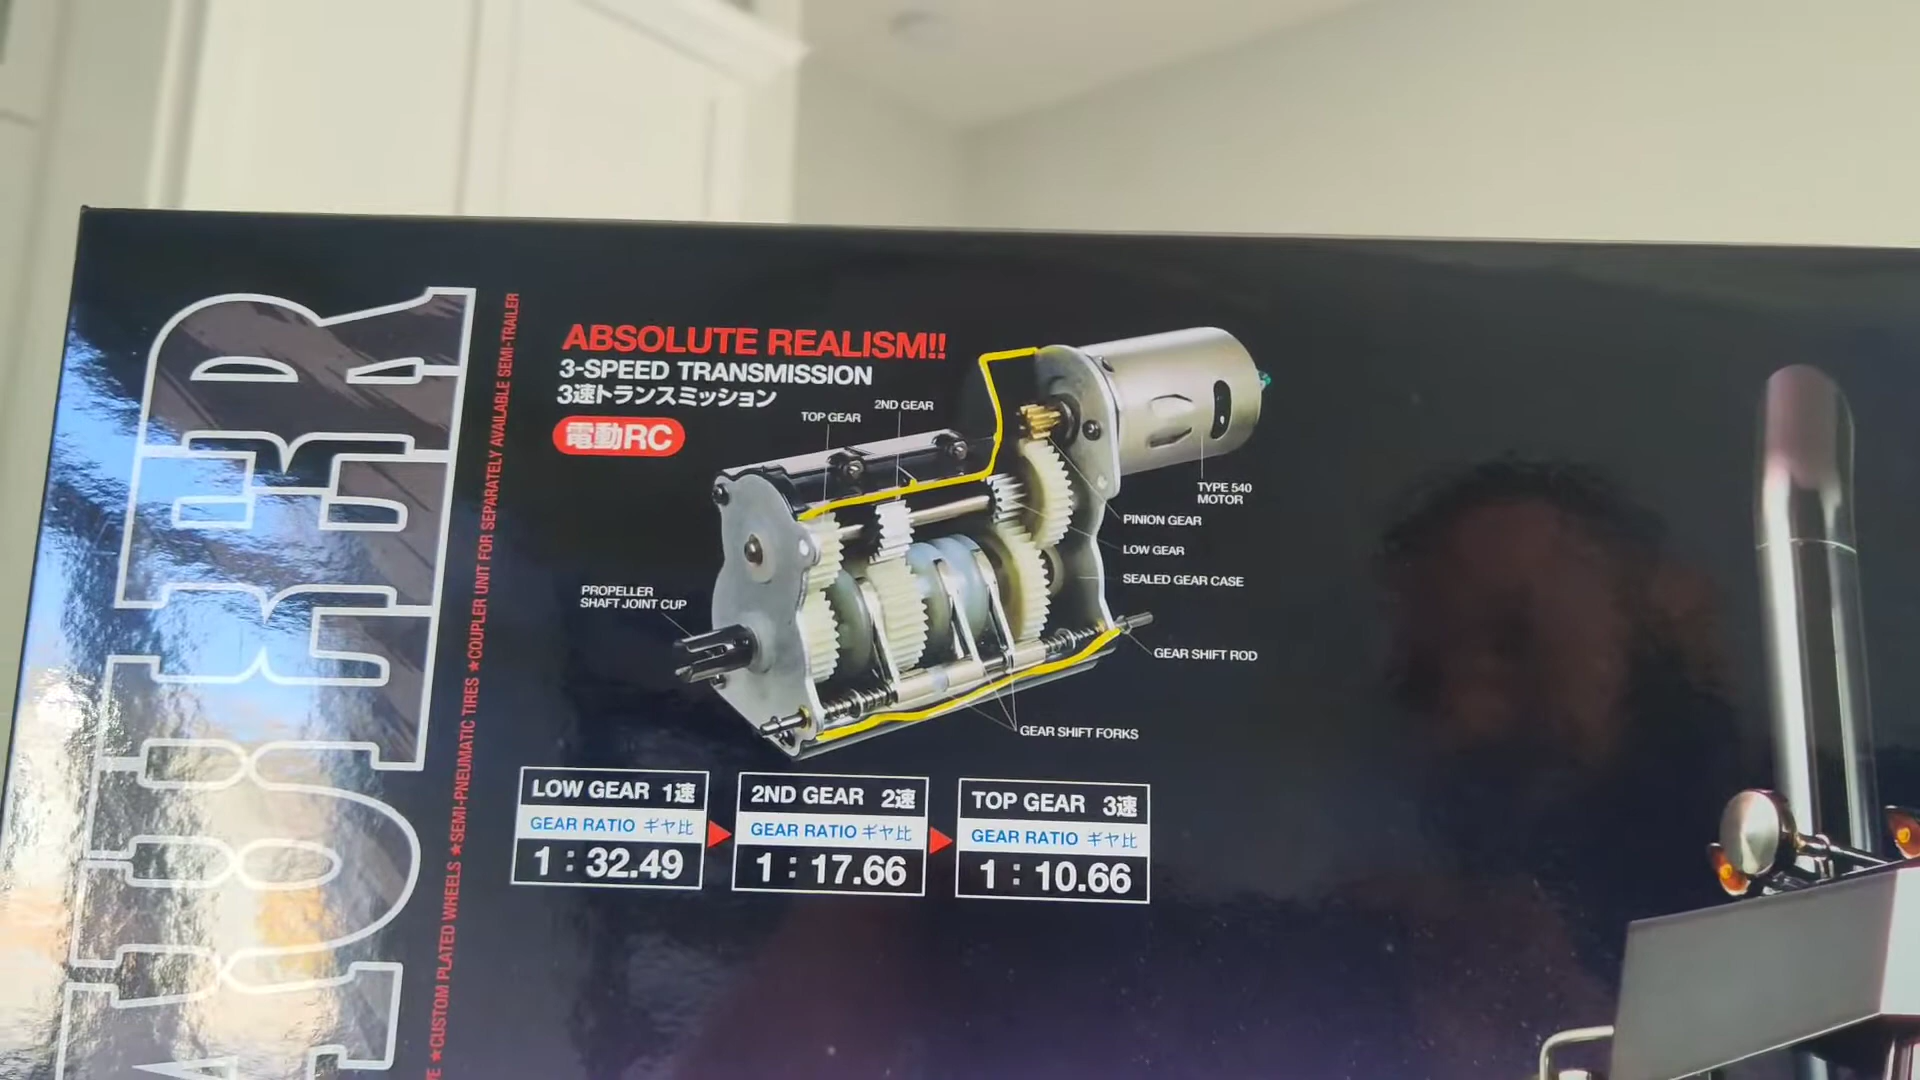 ABSOLUTE REALISM!!
3-SPEED TRANSMISSION
3速トランスミッション
電動RC
TOP GEAR
2ND GEAR
TYPE 540
MOTOR
PINION GEAR
LOW GEAR
SEALED GEAR CASE
PROPELLER
SHAFT JOINT CUP
GEAR SHIFT ROD
GEAR SHIFT FORKS
LOW GEAR 1速
GEAR RATIO ギヤ比
1:32.49
2ND GEAR 2速
GEAR RATIO ギヤ比
1:17.66
TOP GEAR 3速
GEAR RATIO ギヤ比
1:10.66
★CUSTOM PLATED WHEELS ★SEMI-PNEUMATIC TIRES ★COUPLER UNIT FOR SEPARATELY AVAILABLE SEMI-TRAILER